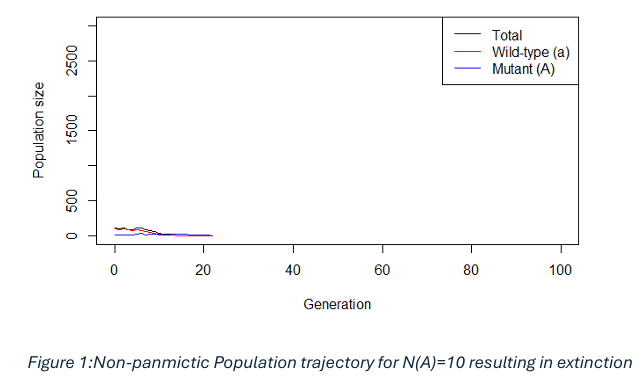 Total
Wild-type (a)
Mutant (A)
Population size
2500
1500
500
0
0 20 40 60 80 100
Generation
Figure 1:Non-panmictic Population trajectory for N(A)=10 resulting in extinction